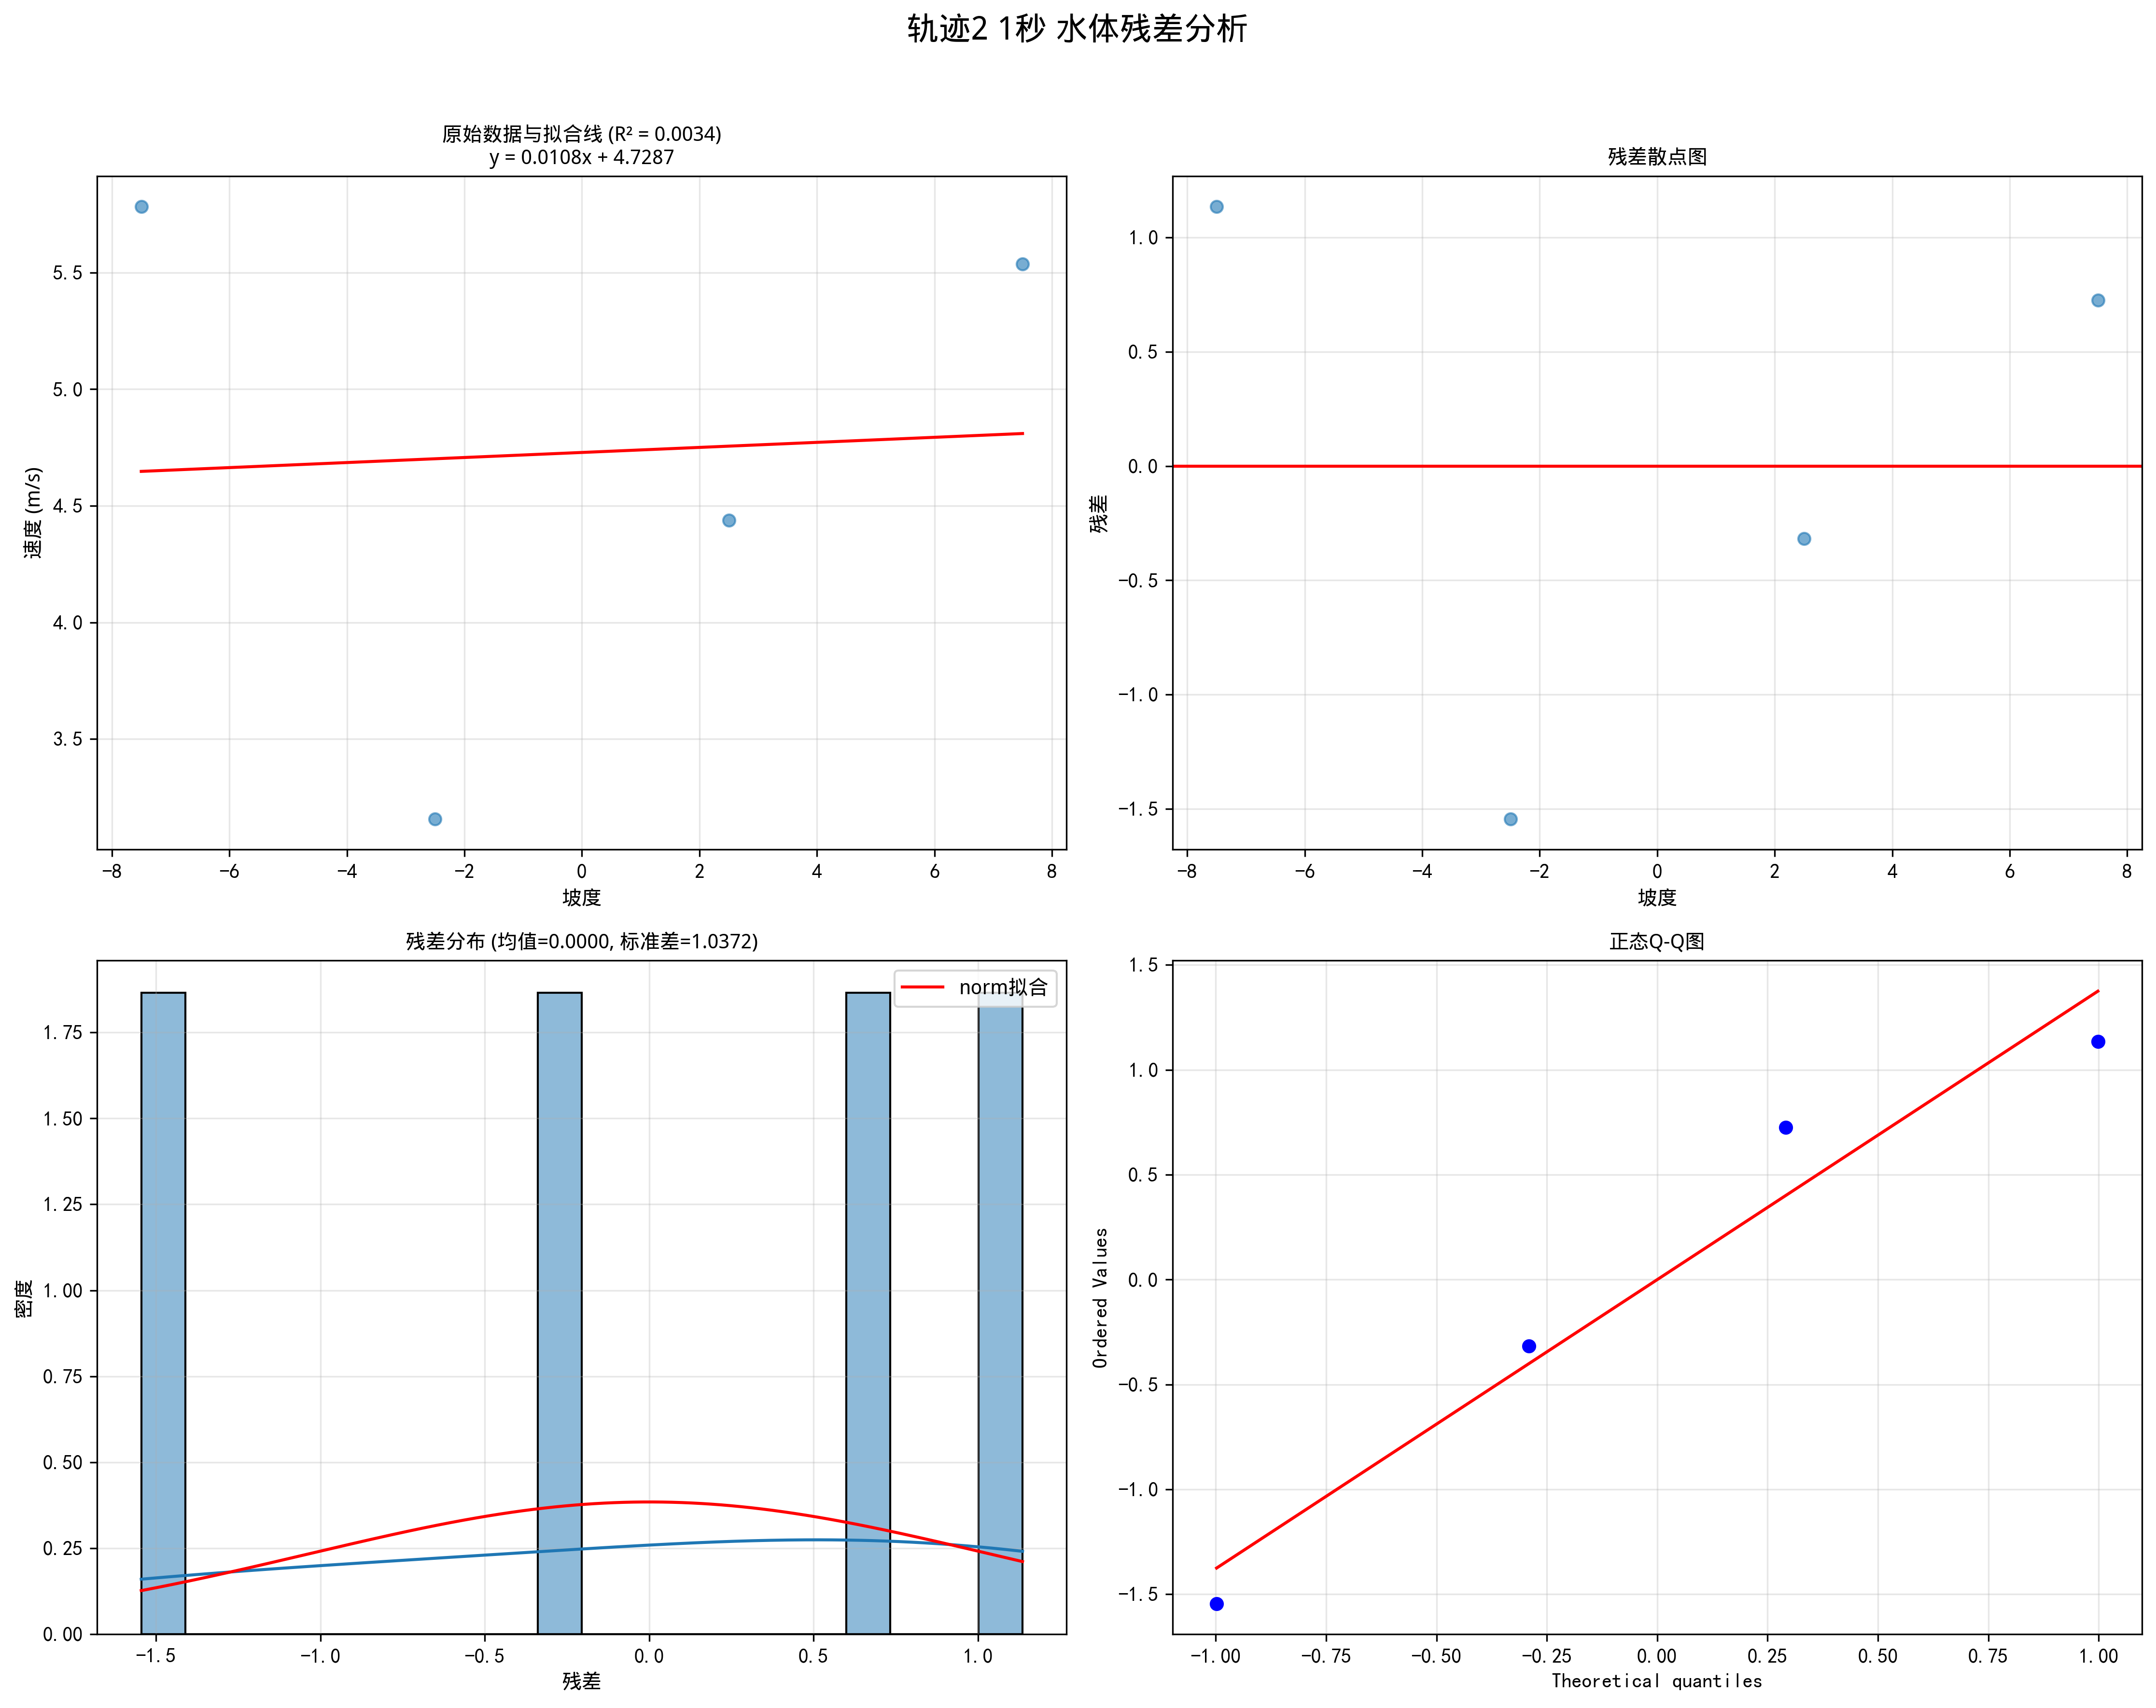 轨迹2 1秒 水体残差分析
原始数据与拟合线 (R² = 0.0034)
y = 0.0108x + 4.7287
速度 (m/s)
5.5
5.0
4.5
4.0
3.5
−8 −6 −4 −2 0 2 4 6 8
坡度
残差散点图
残差
1.0
0.5
0.0
−0.5
−1.0
−1.5
−8 −6 −4 −2 0 2 4 6 8
坡度
残差分布 (均值=0.0000, 标准差=1.0372)
norm拟合
密度
1.75
1.50
1.25
1.00
0.75
0.50
0.25
0.00
−1.5 −1.0 −0.5 0.0 0.5 1.0
残差
正态Q-Q图
Ordered Values
1.5
1.0
0.5
0.0
−0.5
−1.0
−1.5
−1.00 −0.75 −0.50 −0.25 0.00 0.25 0.50 0.75 1.00
Theoretical quantiles